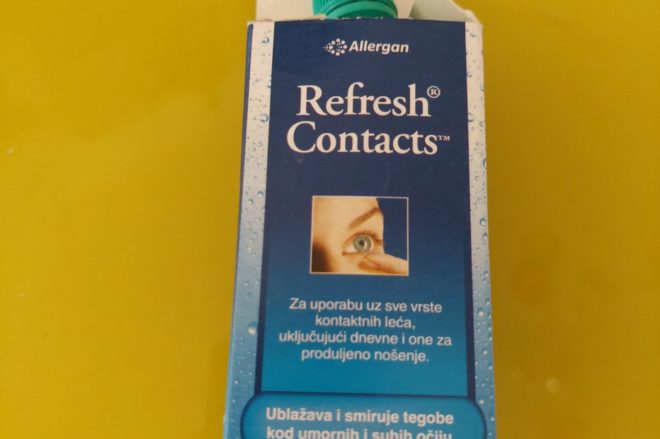 Allergan
Refresh®
Contacts™
Za uporabu uz sve vrste
kontaktnih leća,
uključujući dnevne i one za
produljeno nošenje.
Ublažava i smiruje tegobe
kod umornih i suhih očiju